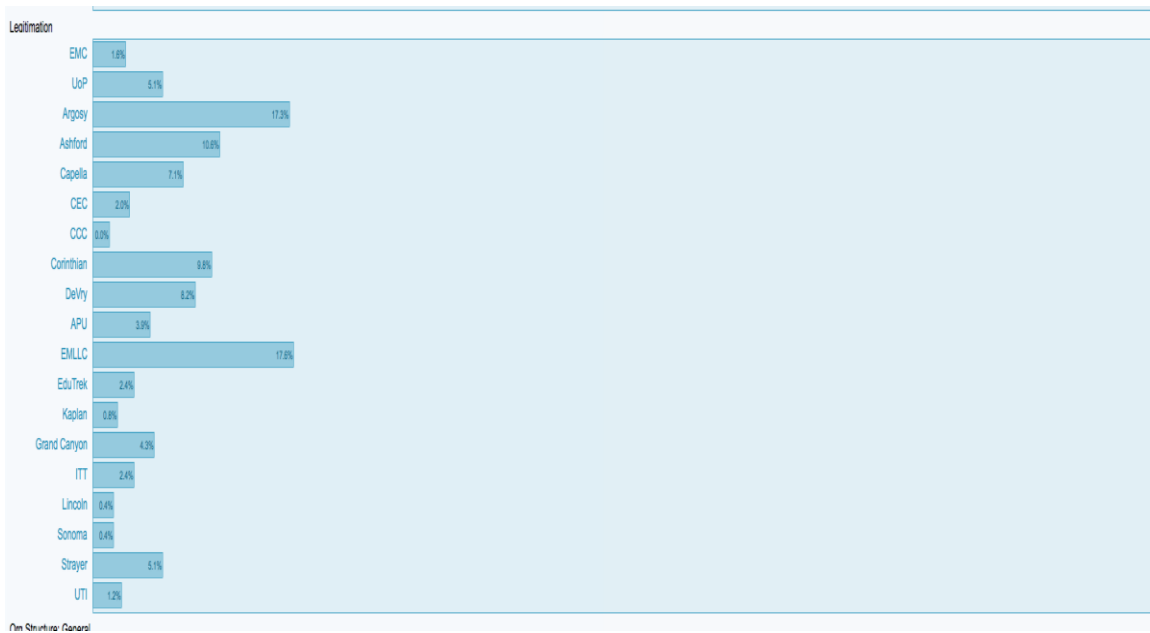 Legitimation
EMC 1.6%
UoP 5.1%
Argosy 17.3%
Ashford 10.6%
Capella 7.1%
CEC 2.0%
CCC 0.0%
Corinthian 9.8%
DeVry 8.2%
APU 3.9%
EMLLC 17.6%
EduTrek 2.4%
Kaplan 0.8%
Grand Canyon 4.3%
ITT 2.4%
Lincoln 0.4%
Sonoma 0.4%
Strayer 5.1%
UTI 1.2%
Org Structure: General